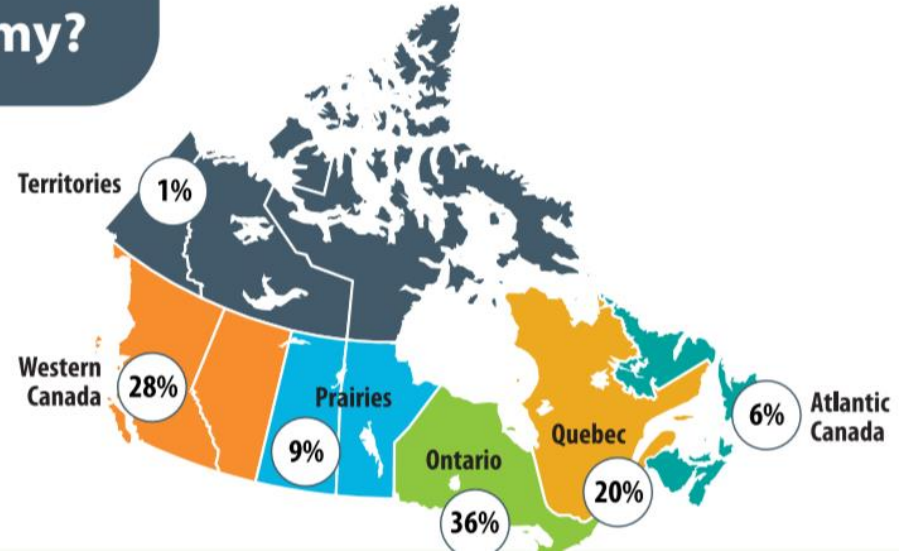 my?
Territories
1%
Western
Canada
28%
Prairies
9%
Ontario
36%
Quebec
20%
6%
Atlantic
Canada